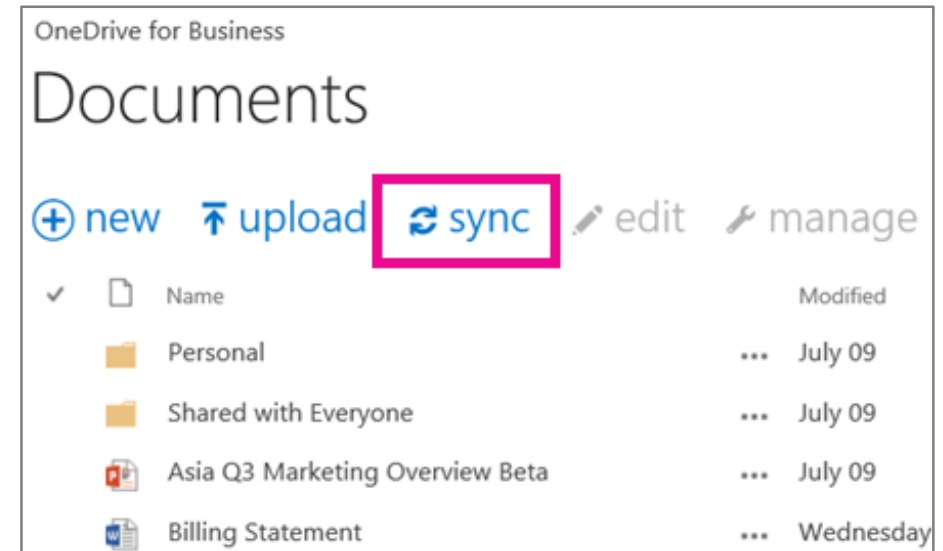 OneDrive for Business
Documents
new upload sync edit manage
Name Modified
Personal ... July 09
Shared with Everyone ... July 09
Asia Q3 Marketing Overview Beta ... July 09
Billing Statement ... Wednesday